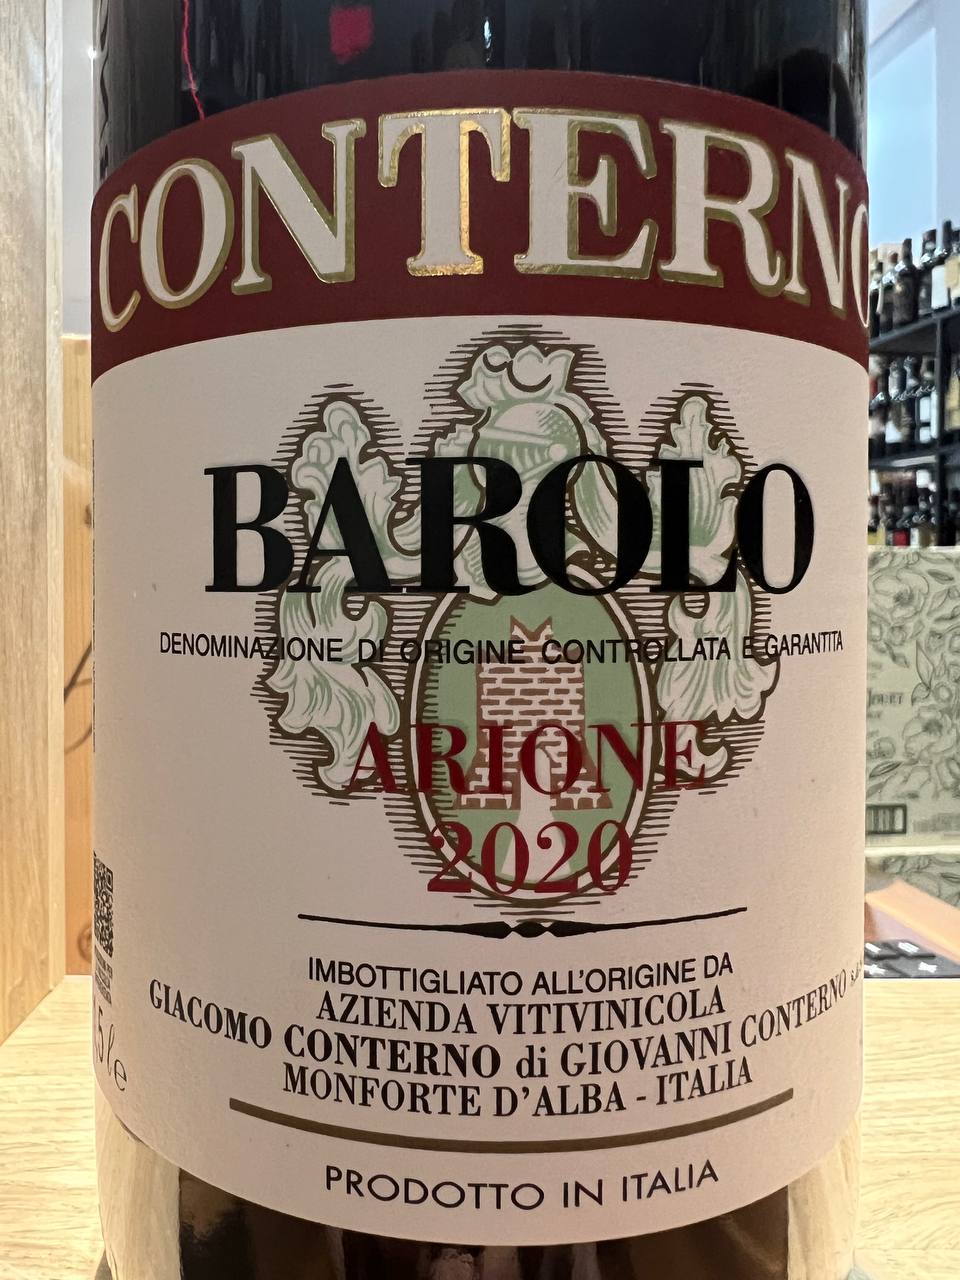 CONTERNO
BAROLO
DENOMINAZIONE DI ORIGINE CONTROLLATA E GARANTITA
ARIONE
2020
IMBOTTIGLIATO ALL'ORIGINE DA
AZIENDA VITIVINICOLA
GIACOMO CONTERNO di GIOVANNI CONTERNO
MONFORTE D'ALBA - ITALIA
5 l e
PRODOTTO IN ITALIA